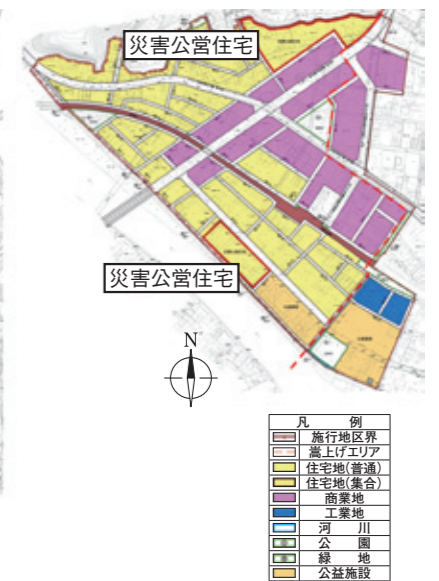 災害公営住宅
災害公営住宅
N
凡 例
施行地区界
嵩上げエリア
住宅地(普通)
住宅地(集合)
商業地
工業地
河 川
公 園
緑 地
公益施設